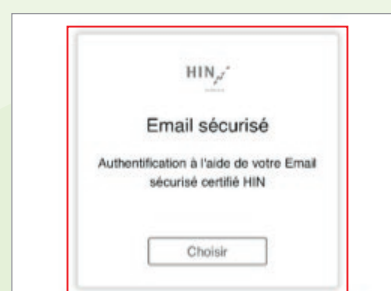 HIN
Email sécurisé
Authentification à l'aide de votre Email
sécurisé certifié HIN
Choisir